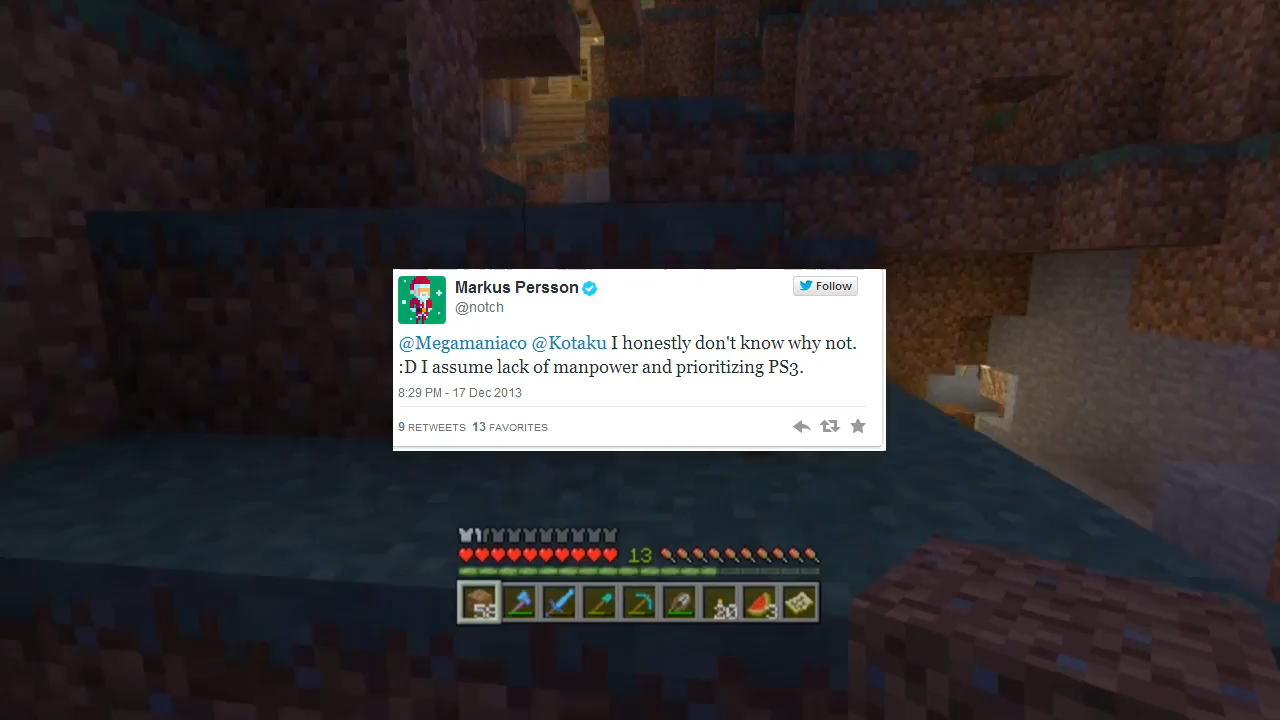 Markus Persson
Follow
@notch
@Megamaniaco @Kotaku I honestly don't know why not.
:D I assume lack of manpower and prioritizing PS3.
8:29 PM - 17 Dec 2013
9 RETWEETS 13 FAVORITES
13
58 20 3